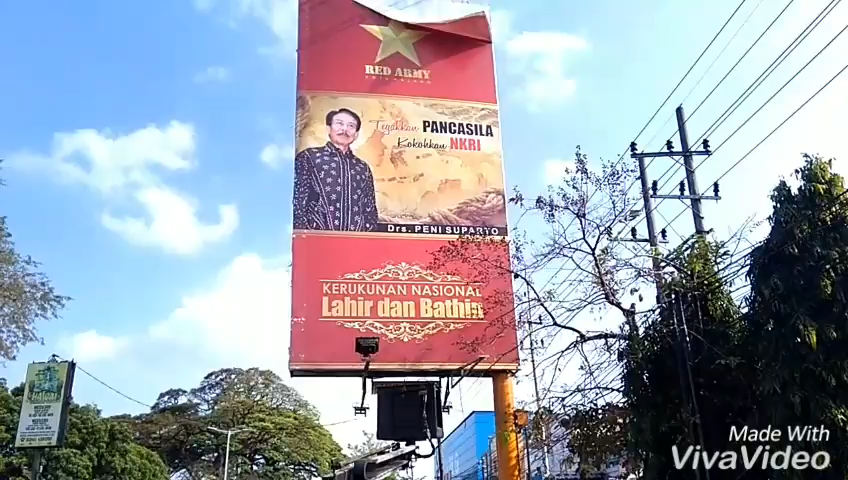 RED ARMY
Tegakkan PANCASILA
Kokohkan NKRI
Drs. PENI SUPARTO
KERUKUNAN NASIONAL
Lahir dan Bathin
Made With
VivaVideo